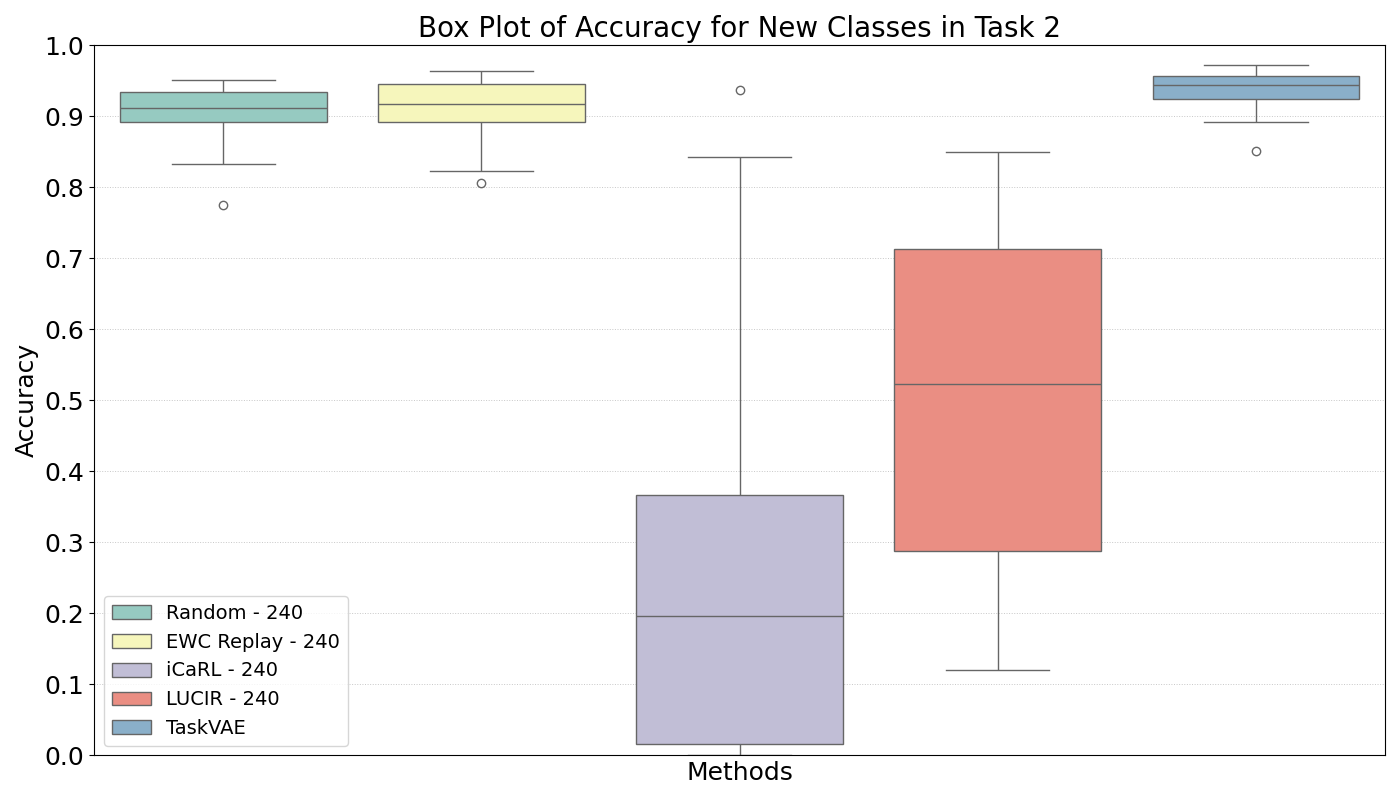 Box Plot of Accuracy for New Classes in Task 2
1.0
0.9
0.8
0.7
0.6
0.5
0.4
0.3
0.2
0.1
0.0
Accuracy
Methods
Random - 240
EWC Replay - 240
iCaRL - 240
LUCIR - 240
TaskVAE